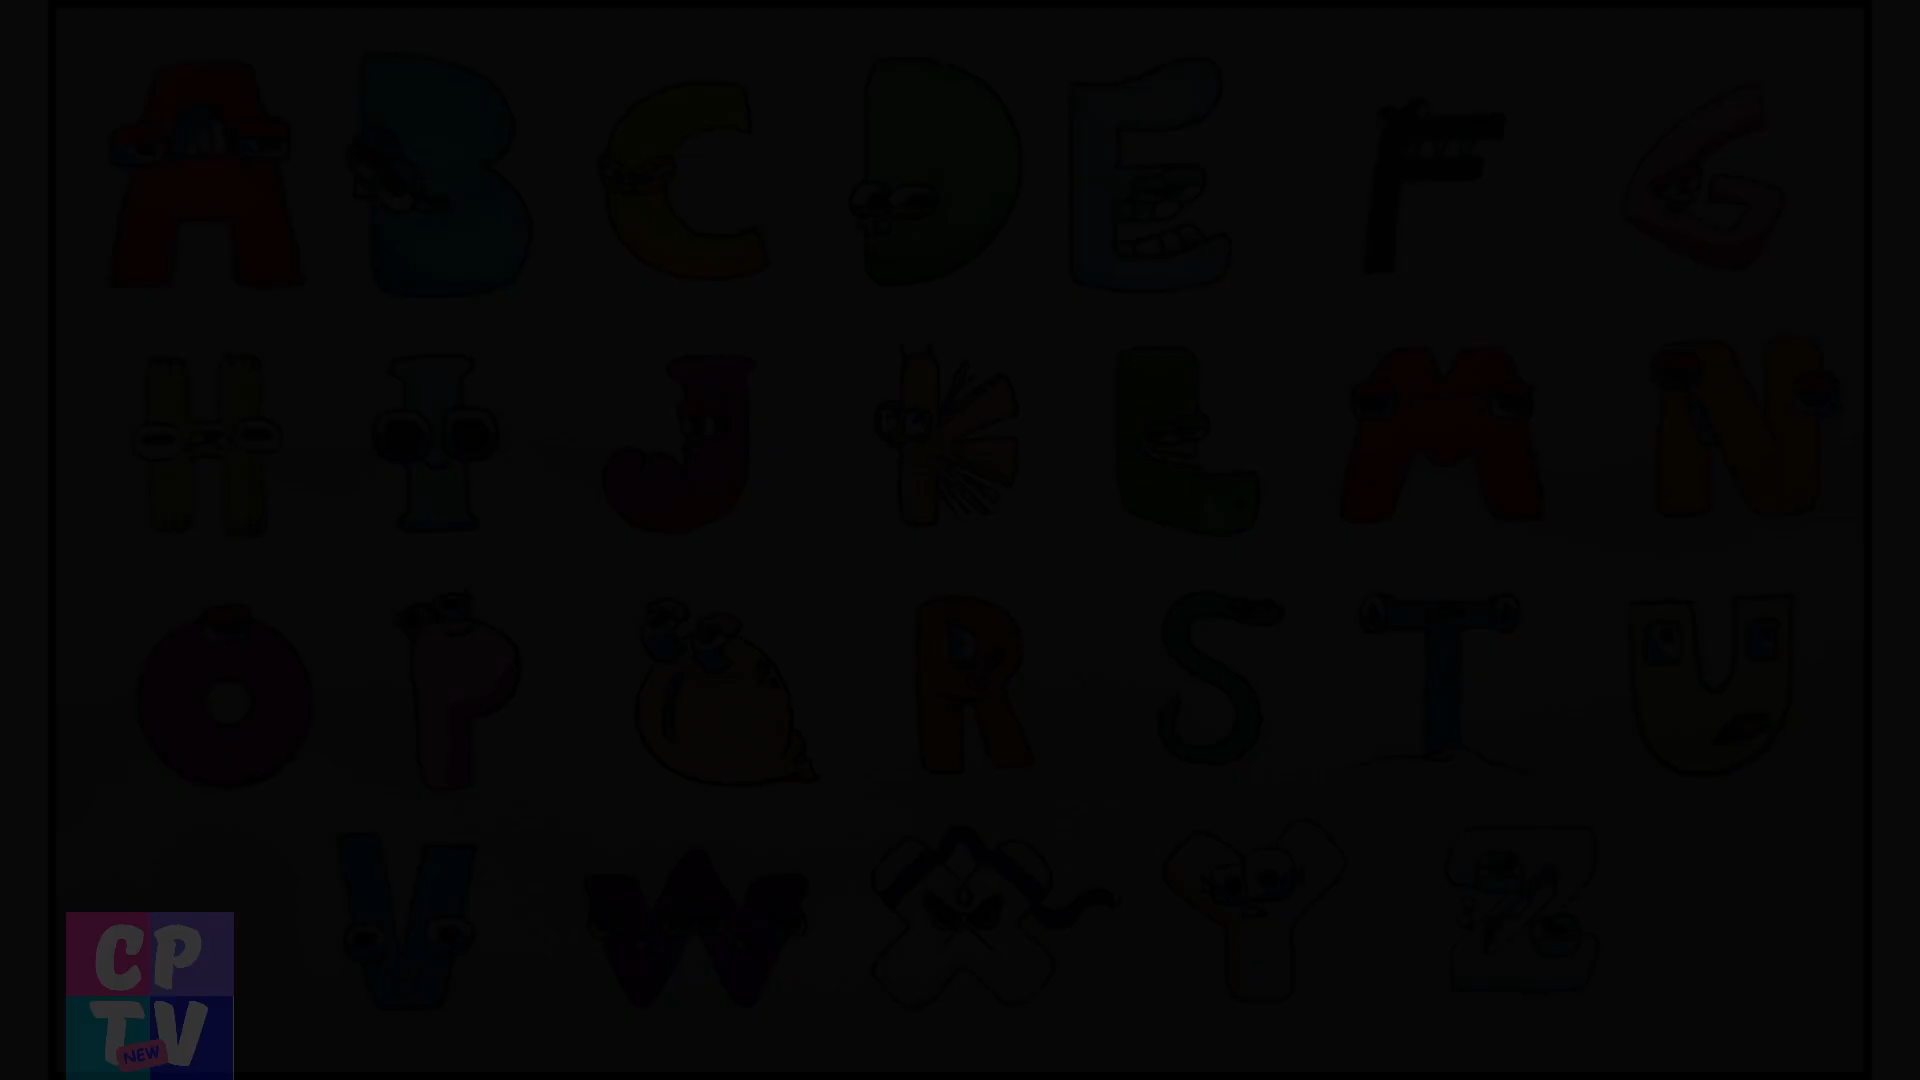 A B C D E F G
H I J K L M N
O P Q R S T U
V W X Y Z
CP
TV
NEW